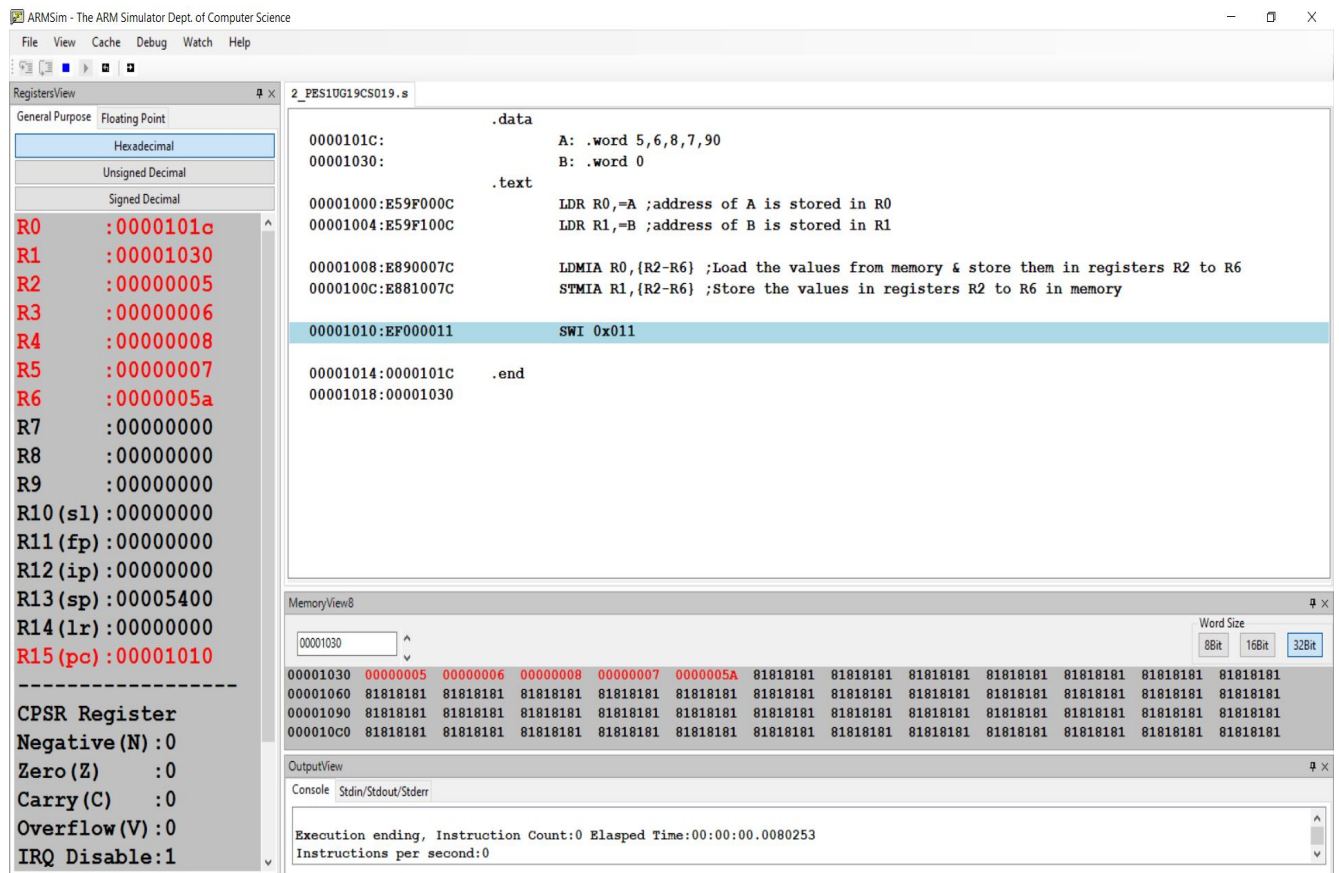 ARMSim - The ARM Simulator Dept. of Computer Science
File View Cache Debug Watch Help
RegistersView
General Purpose Floating Point
Hexadecimal
Unsigned Decimal
Signed Decimal
R0 :0000101c
R1 :00001030
R2 :00000005
R3 :00000006
R4 :00000008
R5 :00000007
R6 :0000005a
R7 :00000000
R8 :00000000
R9 :00000000
R10(sl):00000000
R11(fp):00000000
R12(ip):00000000
R13(sp):00005400
R14(lr):00000000
R15(pc):00001010
------------------
CPSR Register
Negative(N):0
Zero(Z) :0
Carry(C) :0
Overflow(V):0
IRQ Disable:1
2_PES1UG19CS019.s
.data
0000101C: A: .word 5,6,8,7,90
00001030: B: .word 0
.text
00001000:E59F000C LDR R0,=A ;address of A is stored in R0
00001004:E59F100C LDR R1,=B ;address of B is stored in R1
00001008:E890007C LDMIA R0,{R2-R6} ;Load the values from memory & store them in registers R2 to R6
0000100C:E881007C STMIA R1,{R2-R6} ;Store the values in registers R2 to R6 in memory
00001010:EF000011 SWI 0x011
00001014:0000101C .end
00001018:00001030
MemoryView8
Word Size
00001030 8Bit 16Bit 32Bit
00001030 00000005 00000006 00000008 00000007 0000005A 81818181 81818181 81818181 81818181 81818181 81818181 81818181
00001060 81818181 81818181 81818181 81818181 81818181 81818181 81818181 81818181 81818181 81818181 81818181 81818181
00001090 81818181 81818181 81818181 81818181 81818181 81818181 81818181 81818181 81818181 81818181 81818181 81818181
000010C0 81818181 81818181 81818181 81818181 81818181 81818181 81818181 81818181 81818181 81818181 81818181 81818181
OutputView
Console Stdin/Stdout/Stderr
Execution ending, Instruction Count:0 Elasped Time:00:00:00.0080253
Instructions per second:0